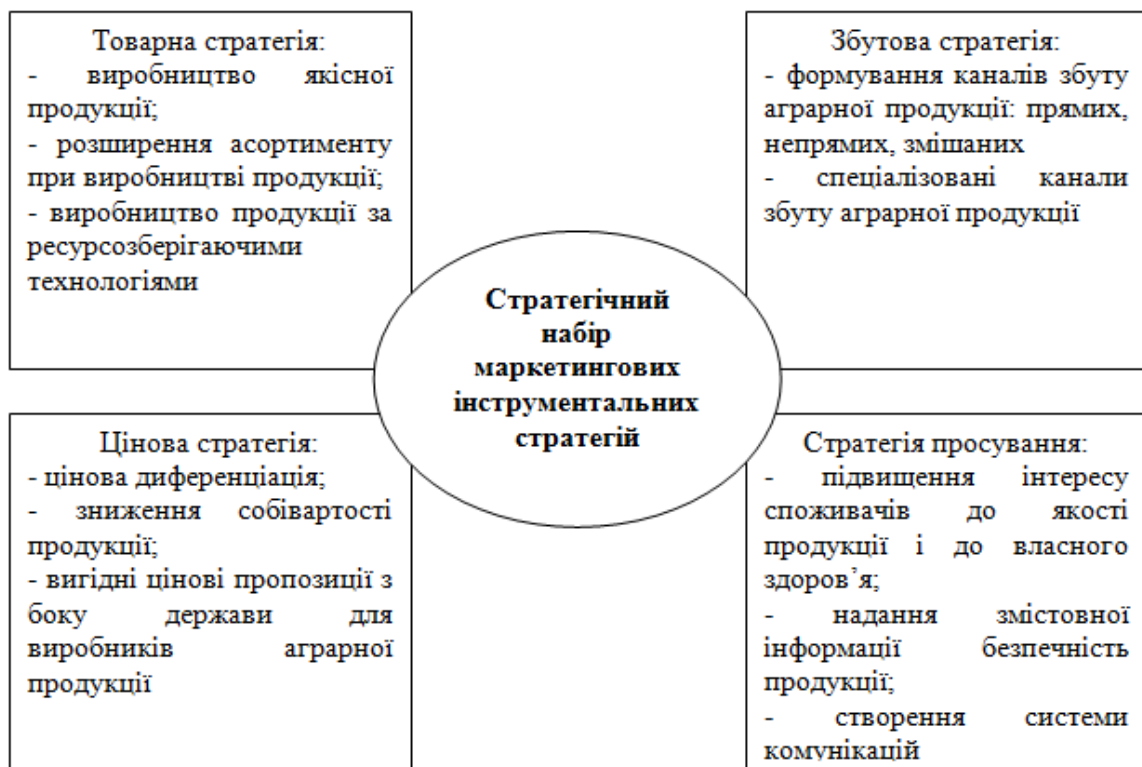 Товарна стратегія:
- виробництво якісної
продукції;
- розширення асортименту
при виробництві продукції;
- виробництво продукції за
ресурсозберігаючими
технологіями
Збутова стратегія:
- формування каналів збуту
аграрної продукції: прямих,
непрямих, змішаних
- спеціалізовані канали
збуту аграрної продукції
Стратегічний
набір
маркетингових
інструментальних
стратегій
Цінова стратегія:
- цінова диференціація;
- зниження собівартості
продукції;
- вигідні цінові пропозиції з
боку держави для
виробників аграрної
продукції
Стратегія просування:
- підвищення інтересу
споживачів до якості
продукції і до власного
здоров’я;
- надання змістовної
інформації безпечність
продукції;
- створення системи
комунікацій